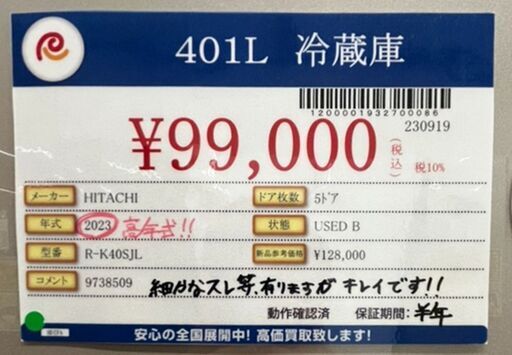 401L 冷蔵庫
12000001932700086
230919
¥99,000 (税込) 税10%
メーカー HITACHI ドア枚数 5ドア
年式 2023 高年式!! 状態 USED B
型番 R-K40SJL 新品参考価格 ¥128,000
コメント 9738509 細かなスレ等、有りますが キレイです!!
動作確認済 保証期間: 半年
安心の全国展開中! 高価買取致します!